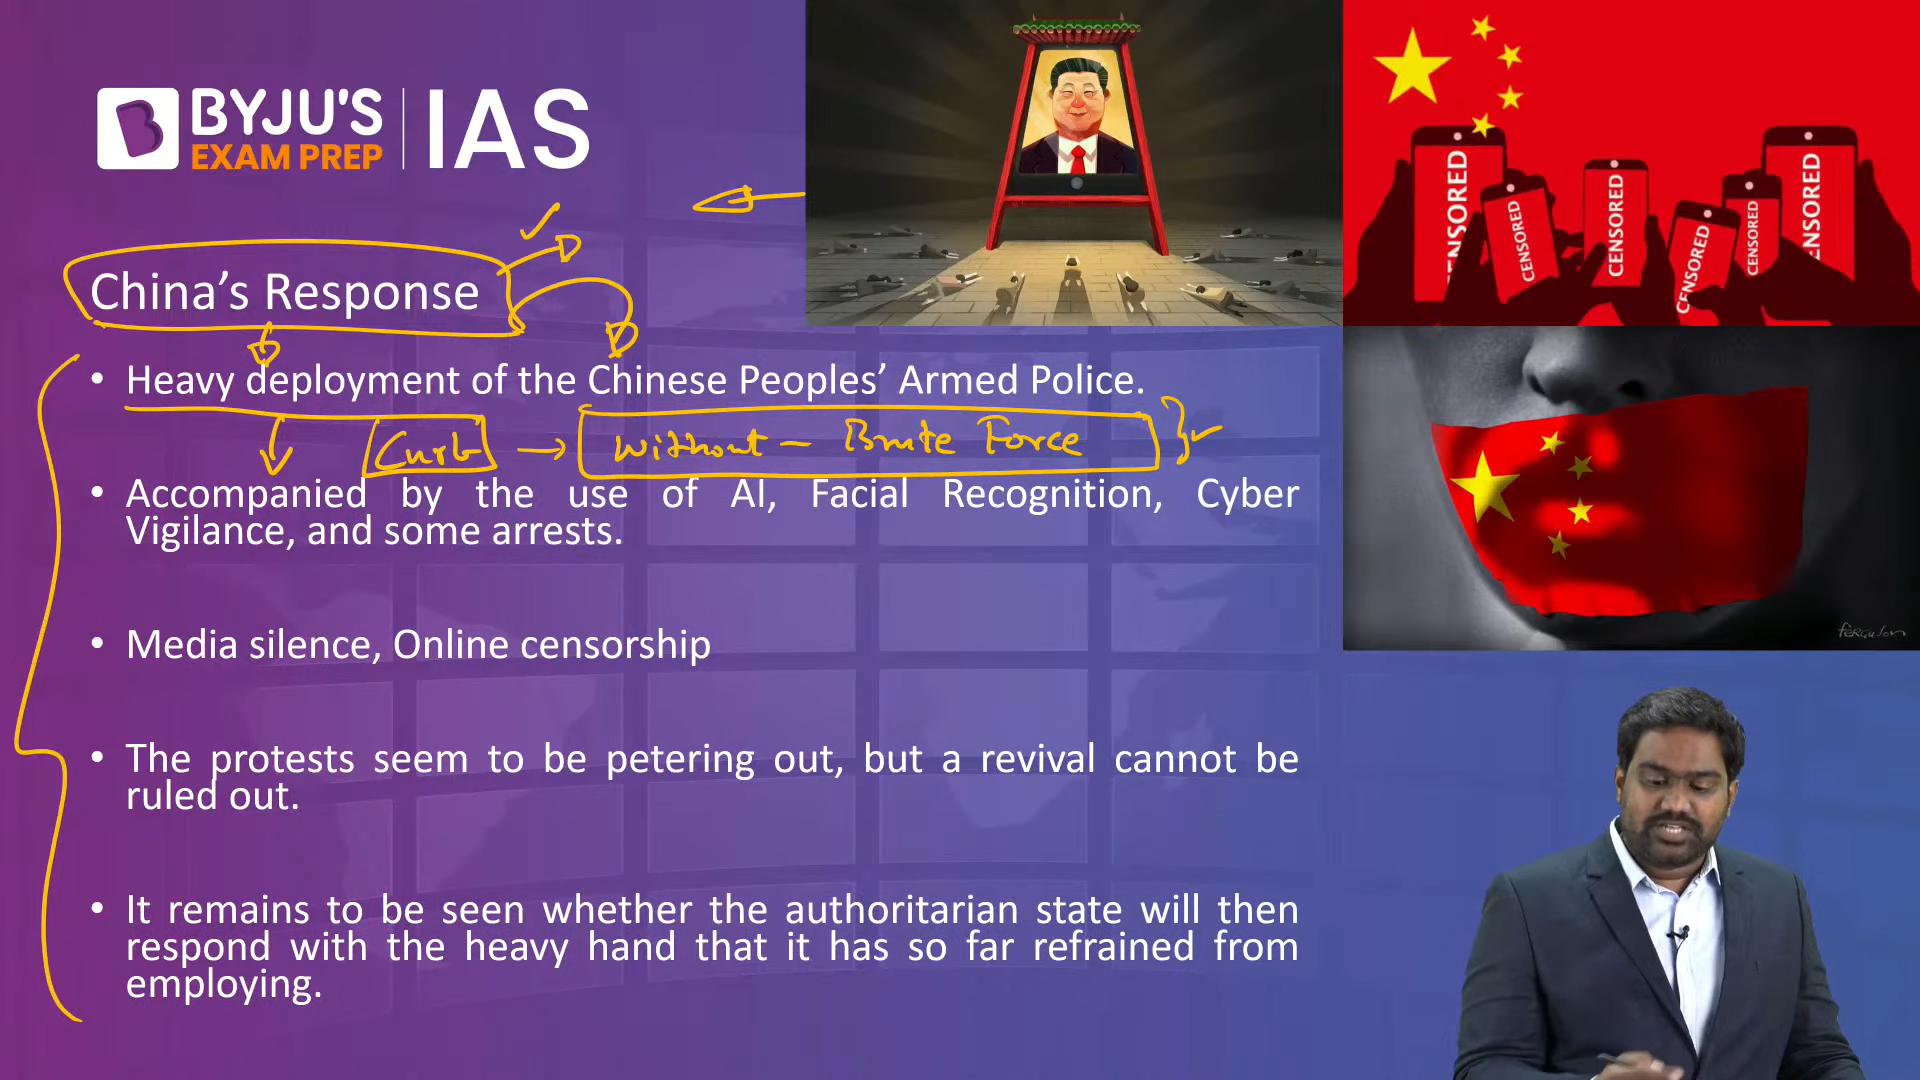 BYJU'S
EXAM PREP
IAS
China's Response
• Heavy deployment of the Chinese Peoples' Armed Police.
Curb → Without – Brute Force
• Accompanied by the use of AI, Facial Recognition, Cyber
Vigilance, and some arrests.
• Media silence, Online censorship
• The protests seem to be petering out, but a revival cannot be
ruled out.
• It remains to be seen whether the authoritarian state will then
respond with the heavy hand that it has so far refrained from
employing.
CENSORED
CENSORED
CENSORED
CENSORED
CENSORED
CENSORED
ferguson